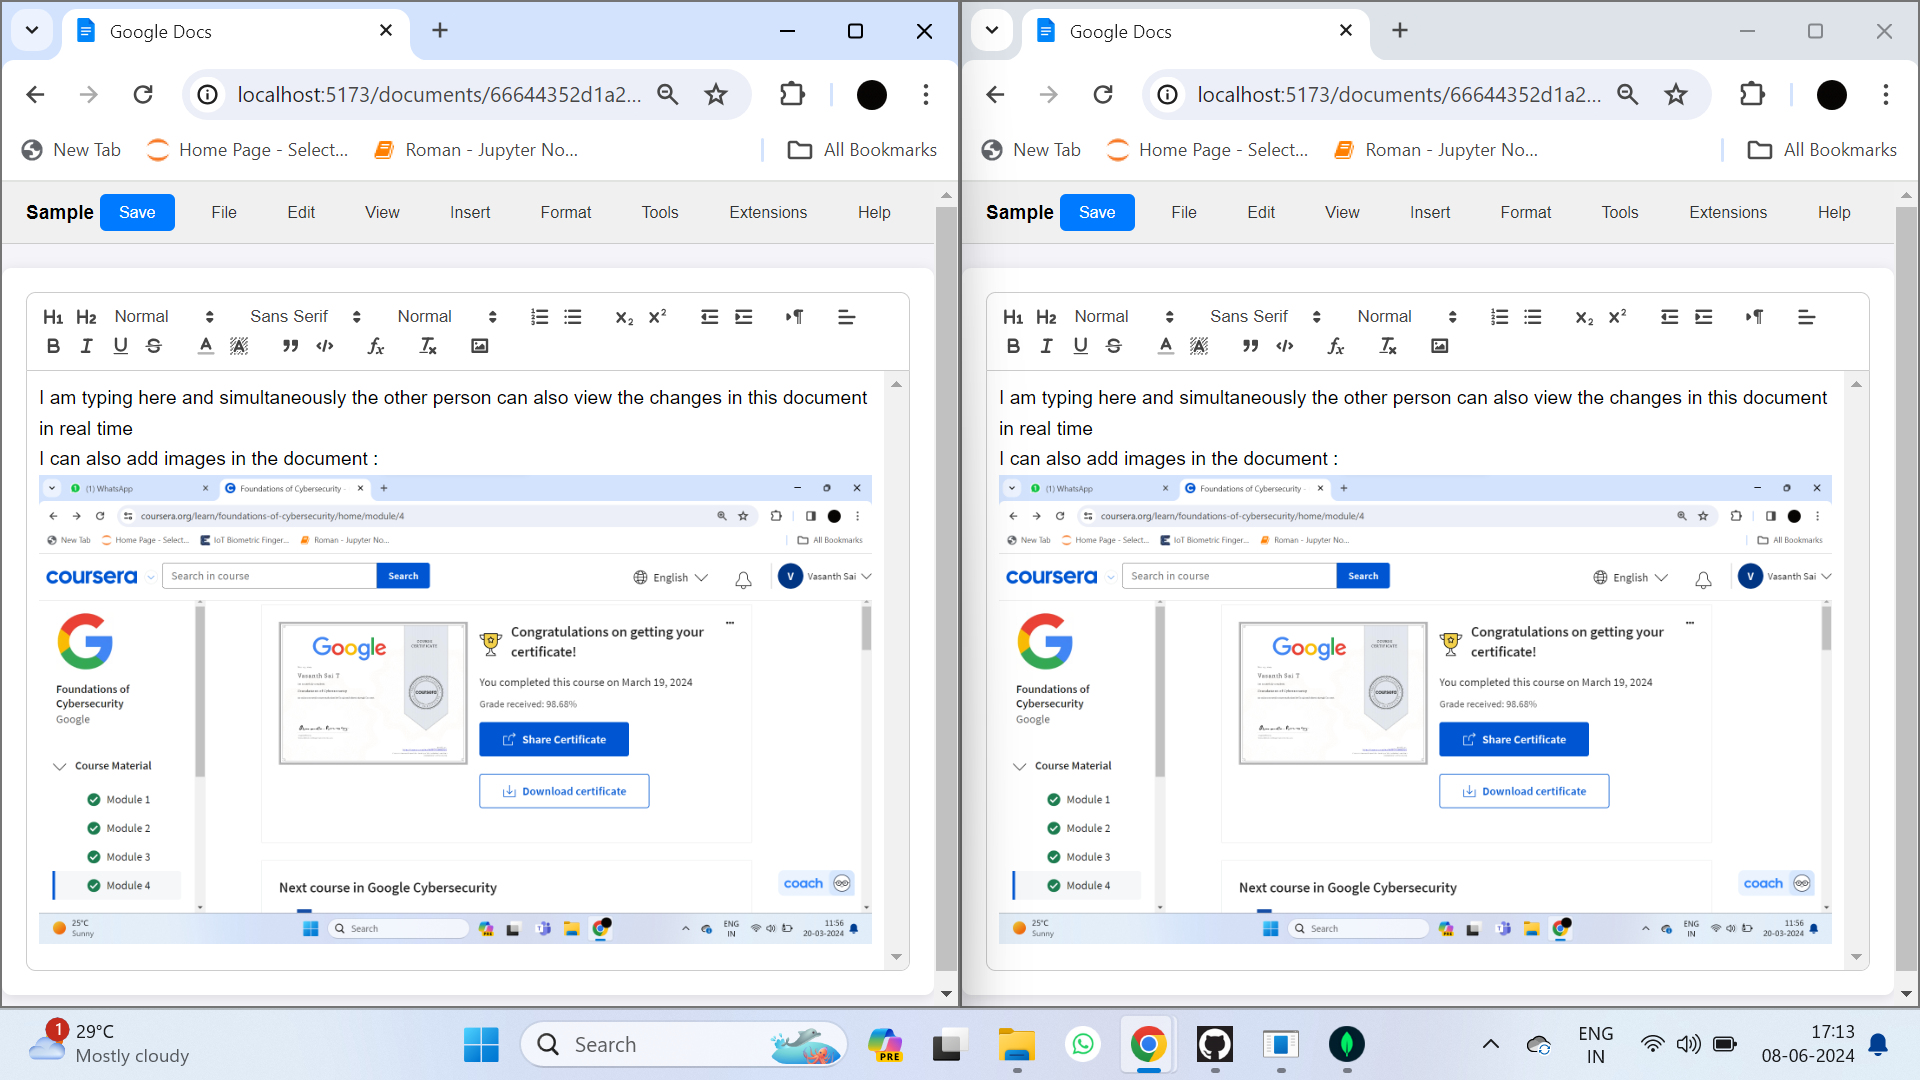 Google Docs
localhost:5173/documents/66644352d1a2...
New Tab
Home Page - Select...
Roman - Jupyter No...
All Bookmarks
Sample
Save
File
Edit
View
Insert
Format
Tools
Extensions
Help
H1 H2 Normal Sans Serif Normal
I am typing here and simultaneously the other person can also view the changes in this document
in real time
I can also add images in the document :
(1) WhatsApp
Foundations of Cybersecurity
coursera.org/learn/foundations-of-cybersecurity/home/module/4
New Tab
Home Page - Select...
IoT Biometric Finger...
Roman - Jupyter No...
All Bookmarks
coursera
Search in course
Search
English
V
Vasanth Sai
Foundations of
Cybersecurity
Google
Course Material
Module 1
Module 2
Module 3
Module 4
Google
COURSE
CERTIFICATE
Vasanth Sai T
coursera
Congratulations on getting your
certificate!
You completed this course on March 19, 2024
Grade received: 98.68%
Share Certificate
Download certificate
Next course in Google Cybersecurity
coach
25°C
Sunny
Search
ENG
IN
11:56
20-03-2024
Google Docs
localhost:5173/documents/66644352d1a2...
New Tab
Home Page - Select...
Roman - Jupyter No...
All Bookmarks
Sample
Save
File
Edit
View
Insert
Format
Tools
Extensions
Help
H1 H2 Normal Sans Serif Normal
I am typing here and simultaneously the other person can also view the changes in this document
in real time
I can also add images in the document :
(1) WhatsApp
Foundations of Cybersecurity
coursera.org/learn/foundations-of-cybersecurity/home/module/4
New Tab
Home Page - Select...
IoT Biometric Finger...
Roman - Jupyter No...
All Bookmarks
coursera
Search in course
Search
English
V
Vasanth Sai
Foundations of
Cybersecurity
Google
Course Material
Module 1
Module 2
Module 3
Module 4
Google
COURSE
CERTIFICATE
Vasanth Sai T
coursera
Congratulations on getting your
certificate!
You completed this course on March 19, 2024
Grade received: 98.68%
Share Certificate
Download certificate
Next course in Google Cybersecurity
coach
25°C
Sunny
Search
ENG
IN
11:56
20-03-2024
1
29°C
Mostly cloudy
Search
PRE
ENG
IN
17:13
08-06-2024